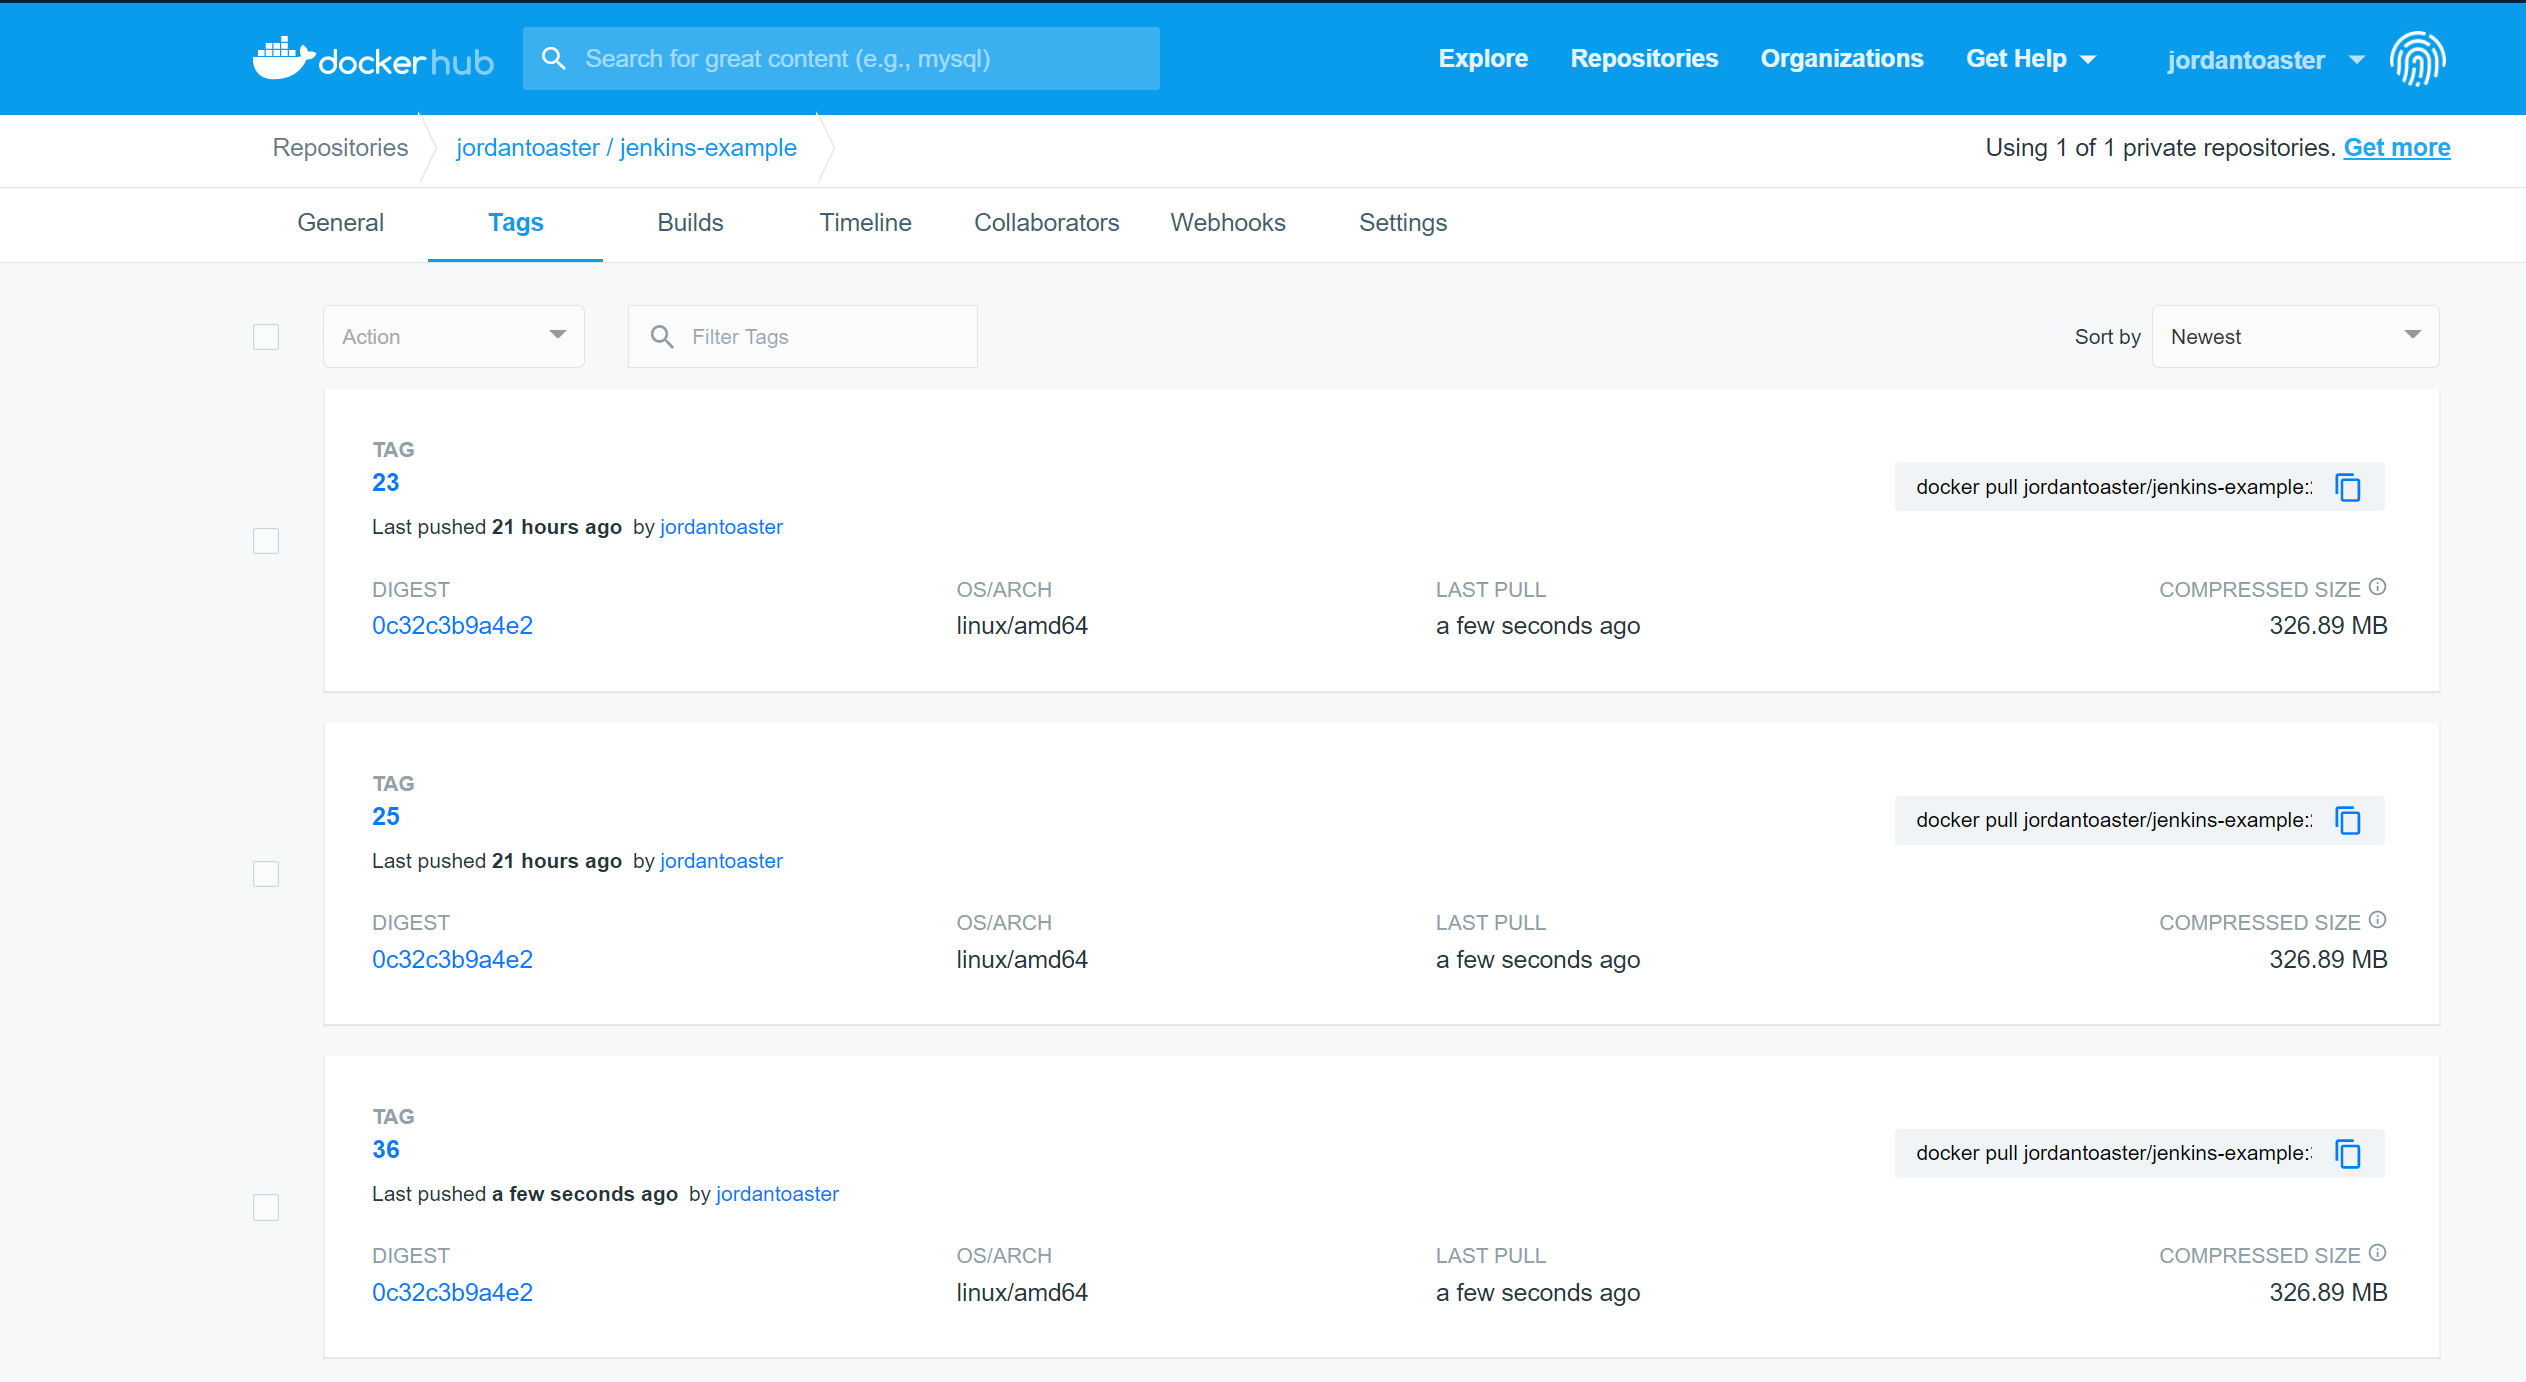 dockerhub
Search for great content (e.g., mysql)
Explore
Repositories
Organizations
Get Help
jordantoaster
Repositories
jordantoaster / jenkins-example
Using 1 of 1 private repositories. Get more
General
Tags
Builds
Timeline
Collaborators
Webhooks
Settings
Action
Filter Tags
Sort by
Newest
TAG
23
docker pull jordantoaster/jenkins-example:
Last pushed 21 hours ago by jordantoaster
DIGEST
OS/ARCH
LAST PULL
COMPRESSED SIZE
0c32c3b9a4e2
linux/amd64
a few seconds ago
326.89 MB
TAG
25
docker pull jordantoaster/jenkins-example:
Last pushed 21 hours ago by jordantoaster
DIGEST
OS/ARCH
LAST PULL
COMPRESSED SIZE
0c32c3b9a4e2
linux/amd64
a few seconds ago
326.89 MB
TAG
36
docker pull jordantoaster/jenkins-example:
Last pushed a few seconds ago by jordantoaster
DIGEST
OS/ARCH
LAST PULL
COMPRESSED SIZE
0c32c3b9a4e2
linux/amd64
a few seconds ago
326.89 MB